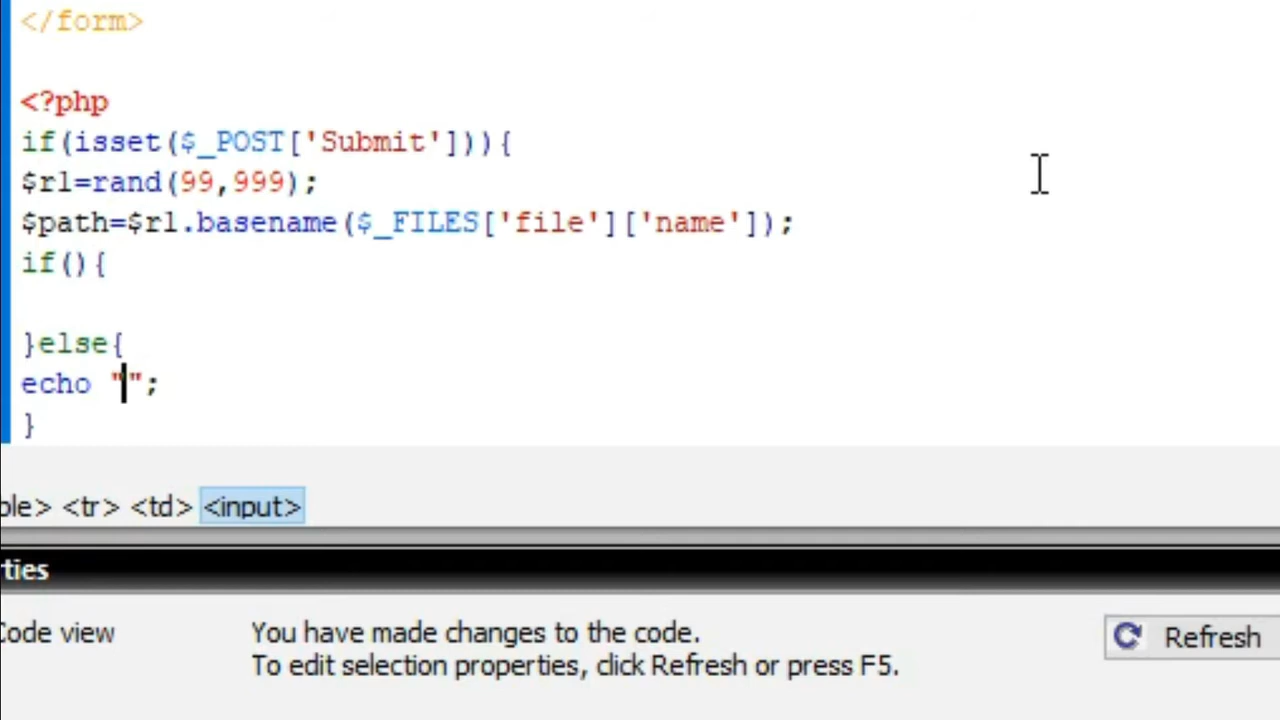 </form>
<?php
if(isset($_POST['Submit'])){
$rl=rand(99,999);
$path=$rl.basename($_FILES['file']['name']);
if(){
}else{
echo "";
}
ble> <tr> <td> <input>
rties
Code view
You have made changes to the code.
To edit selection properties, click Refresh or press F5.
Refresh